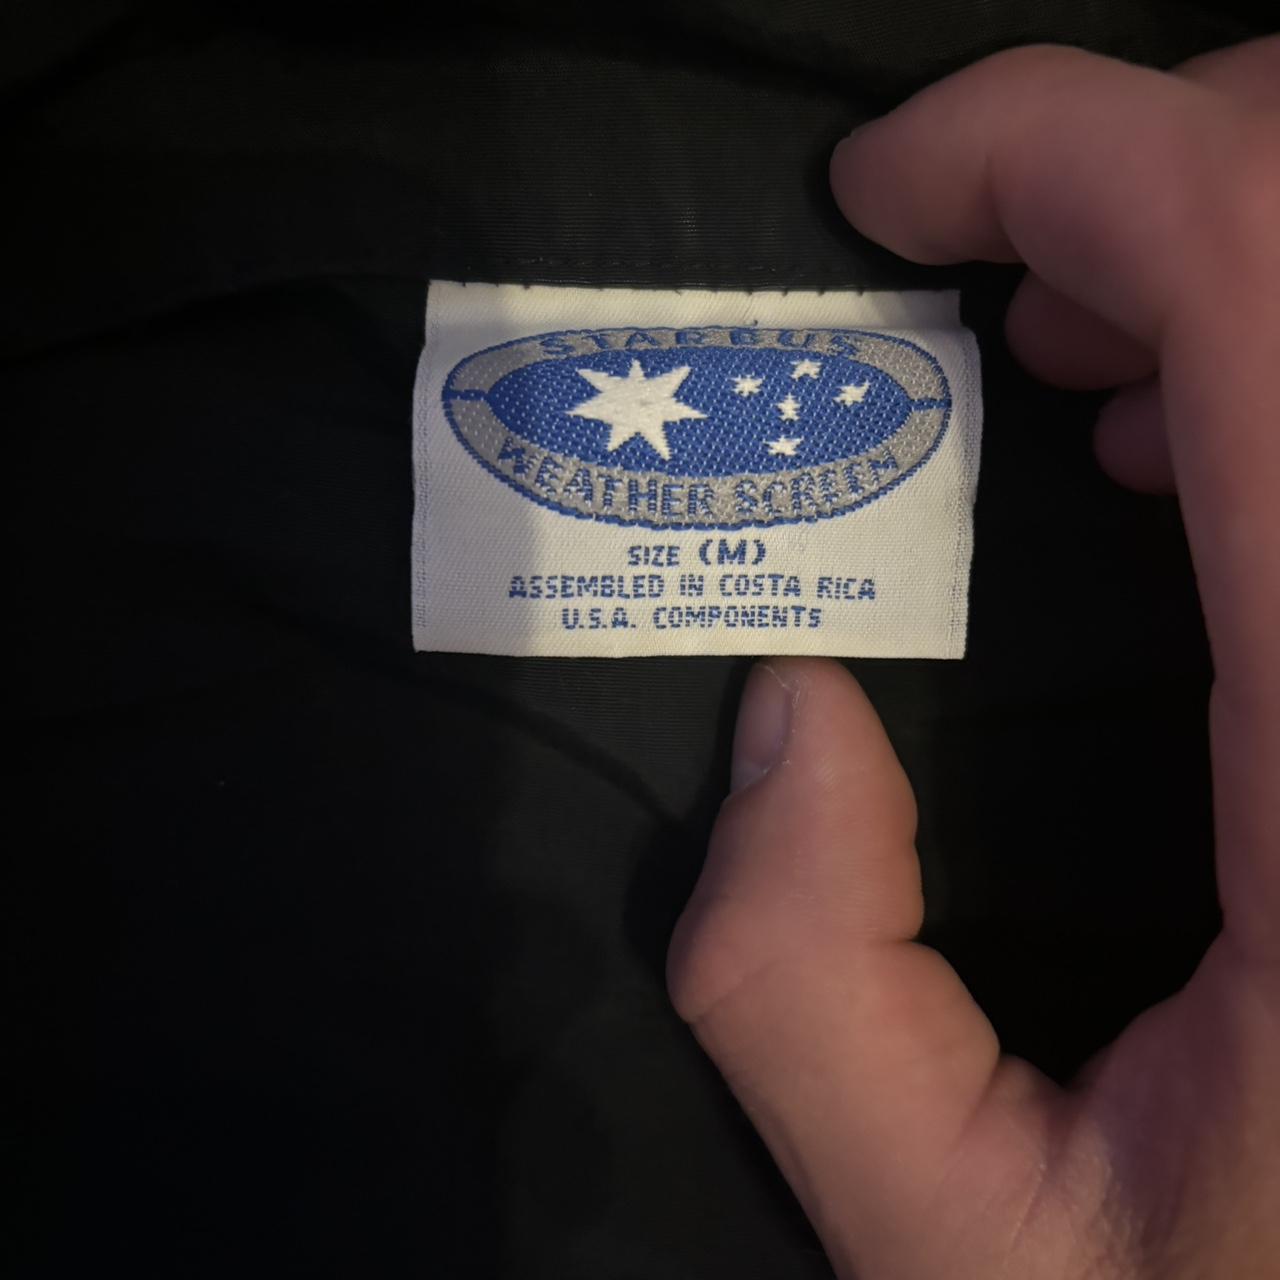 STARBUS
WEATHER SCREEN
SIZE (M)
ASSEMBLED IN COSTA RICA
U.S.A. COMPONENTS